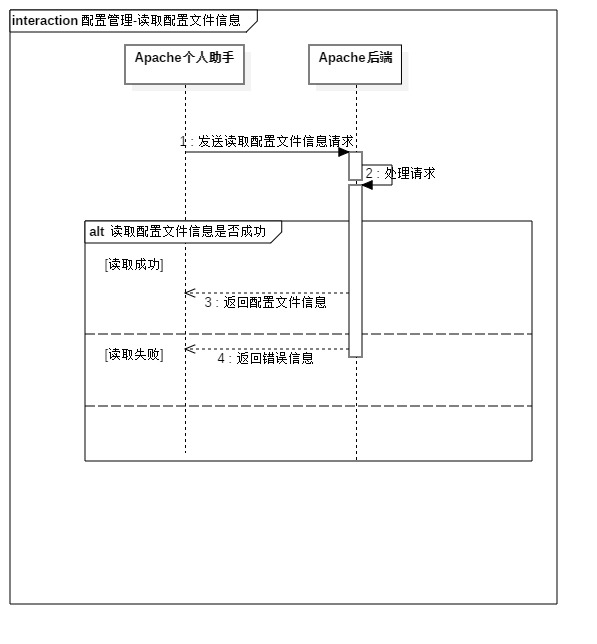 interaction 配置管理-读取配置文件信息
Apache个人助手
Apache后端
1 : 发送读取配置文件信息请求
2 : 处理请求
alt 读取配置文件信息是否成功
[读取成功]
3 : 返回配置文件信息
[读取失败]
4 : 返回错误信息